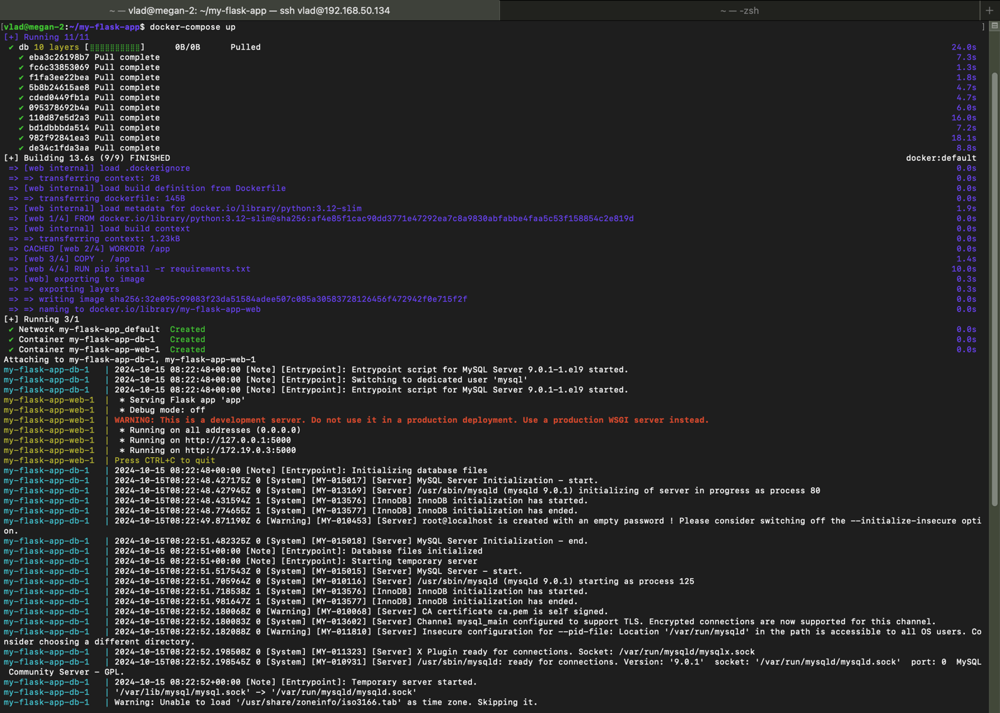 ~ — vlad@megan-2: ~/my-flask-app — ssh vlad@192.168.50.134
~ — -zsh
[vlad@megan-2:~/my-flask-app$ docker-compose up ]
[+] Running 11/11
✔ db 10 layers [⣿⣿⣿⣿⣿⣿⣿⣿⣿⣿] 0B/0B Pulled 24.0s
✔ eba3c26198b7 Pull complete 7.3s
✔ fc6c33853069 Pull complete 1.3s
✔ f1fa3ee22bea Pull complete 1.8s
✔ 5b8b24615ae8 Pull complete 4.7s
✔ cded0449fb1a Pull complete 4.7s
✔ 095378692b4a Pull complete 6.0s
✔ 110d87e5d2a3 Pull complete 16.0s
✔ bd1dbbbda514 Pull complete 7.2s
✔ 982f92841ea3 Pull complete 18.1s
✔ de34c1fda3aa Pull complete 8.8s
[+] Building 13.6s (9/9) FINISHED docker:default
=> [web internal] load .dockerignore 0.0s
=> => transferring context: 2B 0.0s
=> [web internal] load build definition from Dockerfile 0.0s
=> => transferring dockerfile: 145B 0.0s
=> [web internal] load metadata for docker.io/library/python:3.12-slim 1.9s
=> [web 1/4] FROM docker.io/library/python:3.12-slim@sha256:af4e85f1cac90dd3771e47292ea7c8a9830abfabbe4faa5c53f158854c2e819d 0.0s
=> [web internal] load build context 0.0s
=> => transferring context: 1.23kB 0.0s
=> CACHED [web 2/4] WORKDIR /app 0.0s
=> [web 3/4] COPY . /app 1.4s
=> [web 4/4] RUN pip install -r requirements.txt 10.0s
=> [web] exporting to image 0.3s
=> => exporting layers 0.3s
=> => writing image sha256:32e095c99083f23da51584adee507c085a30583728126456f472942f0e715f2f 0.0s
=> => naming to docker.io/library/my-flask-app-web 0.0s
[+] Running 3/1
✔ Network my-flask-app_default Created 0.0s
✔ Container my-flask-app-db-1 Created 0.0s
✔ Container my-flask-app-web-1 Created 0.0s
Attaching to my-flask-app-db-1, my-flask-app-web-1
my-flask-app-db-1 | 2024-10-15 08:22:48+00:00 [Note] [Entrypoint]: Entrypoint script for MySQL Server 9.0.1-1.el9 started.
my-flask-app-db-1 | 2024-10-15 08:22:48+00:00 [Note] [Entrypoint]: Switching to dedicated user 'mysql'
my-flask-app-db-1 | 2024-10-15 08:22:48+00:00 [Note] [Entrypoint]: Entrypoint script for MySQL Server 9.0.1-1.el9 started.
my-flask-app-web-1 | * Serving Flask app 'app'
my-flask-app-web-1 | * Debug mode: off
my-flask-app-web-1 | WARNING: This is a development server. Do not use it in a production deployment. Use a production WSGI server instead.
my-flask-app-web-1 | * Running on all addresses (0.0.0.0)
my-flask-app-web-1 | * Running on http://127.0.0.1:5000
my-flask-app-web-1 | * Running on http://172.19.0.3:5000
my-flask-app-web-1 | Press CTRL+C to quit
my-flask-app-db-1 | 2024-10-15 08:22:48+00:00 [Note] [Entrypoint]: Initializing database files
my-flask-app-db-1 | 2024-10-15T08:22:48.427175Z 0 [System] [MY-015017] [Server] MySQL Server Initialization - start.
my-flask-app-db-1 | 2024-10-15T08:22:48.427945Z 0 [System] [MY-013169] [Server] /usr/sbin/mysqld (mysqld 9.0.1) initializing of server in progress as process 80
my-flask-app-db-1 | 2024-10-15T08:22:48.431594Z 1 [System] [MY-013576] [InnoDB] InnoDB initialization has started.
my-flask-app-db-1 | 2024-10-15T08:22:48.774655Z 1 [System] [MY-013577] [InnoDB] InnoDB initialization has ended.
my-flask-app-db-1 | 2024-10-15T08:22:49.871190Z 6 [Warning] [MY-010453] [Server] root@localhost is created with an empty password ! Please consider switching off the --initialize-insecure opti
on.
my-flask-app-db-1 | 2024-10-15T08:22:51.482325Z 0 [System] [MY-015018] [Server] MySQL Server Initialization - end.
my-flask-app-db-1 | 2024-10-15 08:22:51+00:00 [Note] [Entrypoint]: Database files initialized
my-flask-app-db-1 | 2024-10-15 08:22:51+00:00 [Note] [Entrypoint]: Starting temporary server
my-flask-app-db-1 | 2024-10-15T08:22:51.517543Z 0 [System] [MY-015015] [Server] MySQL Server - start.
my-flask-app-db-1 | 2024-10-15T08:22:51.705964Z 0 [System] [MY-010116] [Server] /usr/sbin/mysqld (mysqld 9.0.1) starting as process 125
my-flask-app-db-1 | 2024-10-15T08:22:51.718538Z 1 [System] [MY-013576] [InnoDB] InnoDB initialization has started.
my-flask-app-db-1 | 2024-10-15T08:22:51.981647Z 1 [System] [MY-013577] [InnoDB] InnoDB initialization has ended.
my-flask-app-db-1 | 2024-10-15T08:22:52.180068Z 0 [Warning] [MY-010068] [Server] CA certificate ca.pem is self signed.
my-flask-app-db-1 | 2024-10-15T08:22:52.180083Z 0 [System] [MY-013602] [Server] Channel mysql_main configured to support TLS. Encrypted connections are now supported for this channel.
my-flask-app-db-1 | 2024-10-15T08:22:52.182088Z 0 [Warning] [MY-011810] [Server] Insecure configuration for --pid-file: Location '/var/run/mysqld' in the path is accessible to all OS users. Co
nsider choosing a different directory.
my-flask-app-db-1 | 2024-10-15T08:22:52.198508Z 0 [System] [MY-011323] [Server] X Plugin ready for connections. Socket: /var/run/mysqld/mysqlx.sock
my-flask-app-db-1 | 2024-10-15T08:22:52.198545Z 0 [System] [MY-010931] [Server] /usr/sbin/mysqld: ready for connections. Version: '9.0.1' socket: '/var/run/mysqld/mysqld.sock' port: 0 MySQL
Community Server - GPL.
my-flask-app-db-1 | 2024-10-15 08:22:52+00:00 [Note] [Entrypoint]: Temporary server started.
my-flask-app-db-1 | '/var/lib/mysql/mysql.sock' -> '/var/run/mysqld/mysqld.sock'
my-flask-app-db-1 | Warning: Unable to load '/usr/share/zoneinfo/iso3166.tab' as time zone. Skipping it.